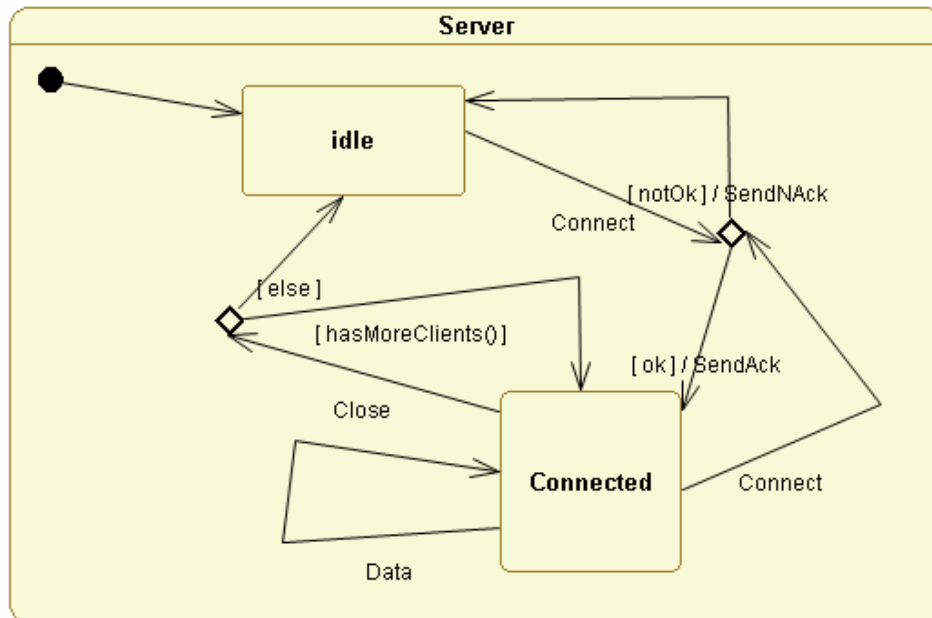 Server
idle
[ notOk ] / SendNAck
Connect
[ else ]
[ hasMoreClients() ]
[ ok ] / SendAck
Close
Connected
Connect
Data